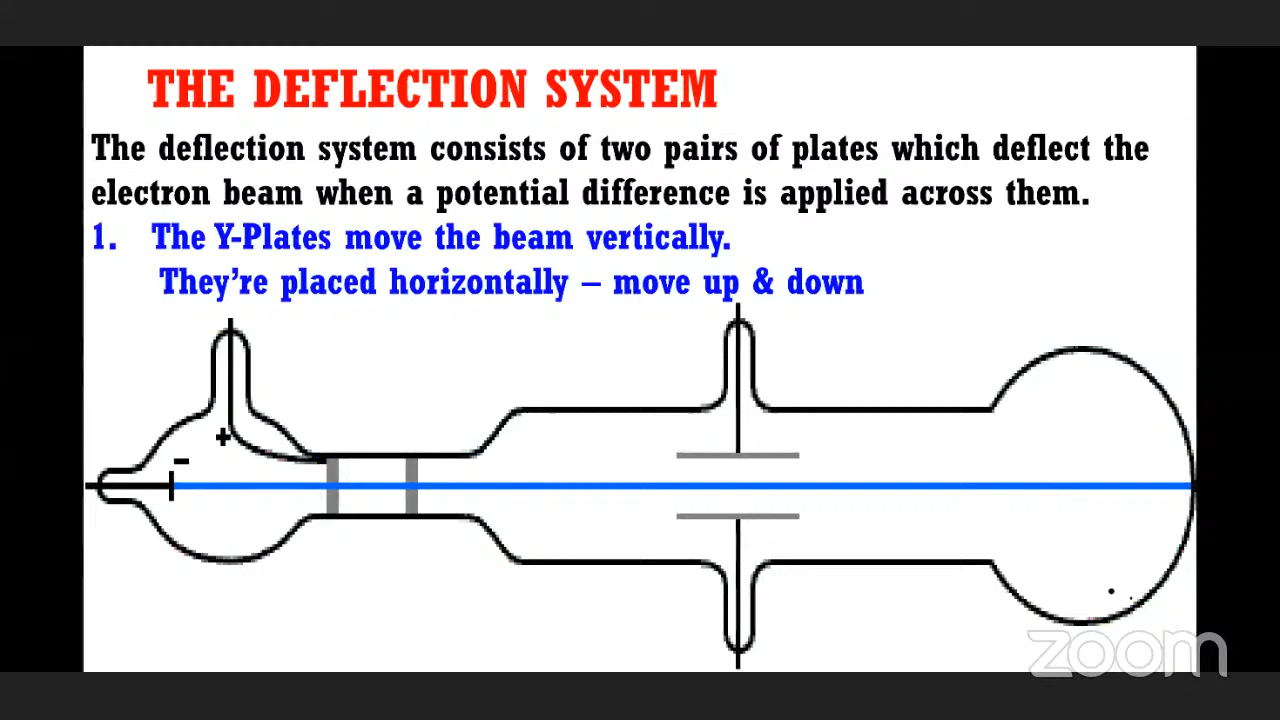 THE DEFLECTION SYSTEM
The deflection system consists of two pairs of plates which deflect the
electron beam when a potential difference is applied across them.
1. The Y-Plates move the beam vertically.
They're placed horizontally – move up & down
+
-
zoom